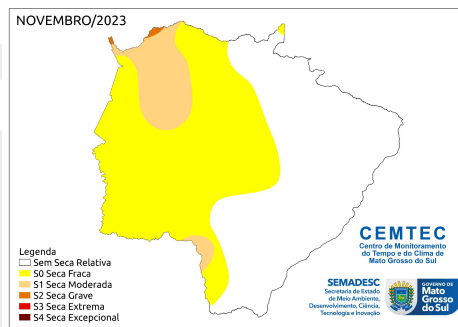 NOVEMBRO/2023
Legenda
Sem Seca Relativa
S0 Seca Fraca
S1 Seca Moderada
S2 Seca Grave
S3 Seca Extrema
S4 Seca Excepcional
CEMTEC
Centro de Monitoramento
do Tempo e do Clima de
Mato Grosso do Sul
SEMADESC
Secretaria de Estado
de Meio Ambiente,
Desenvolvimento, Ciência,
Tecnologia e Inovação
GOVERNO DE
Mato
Grosso
do Sul